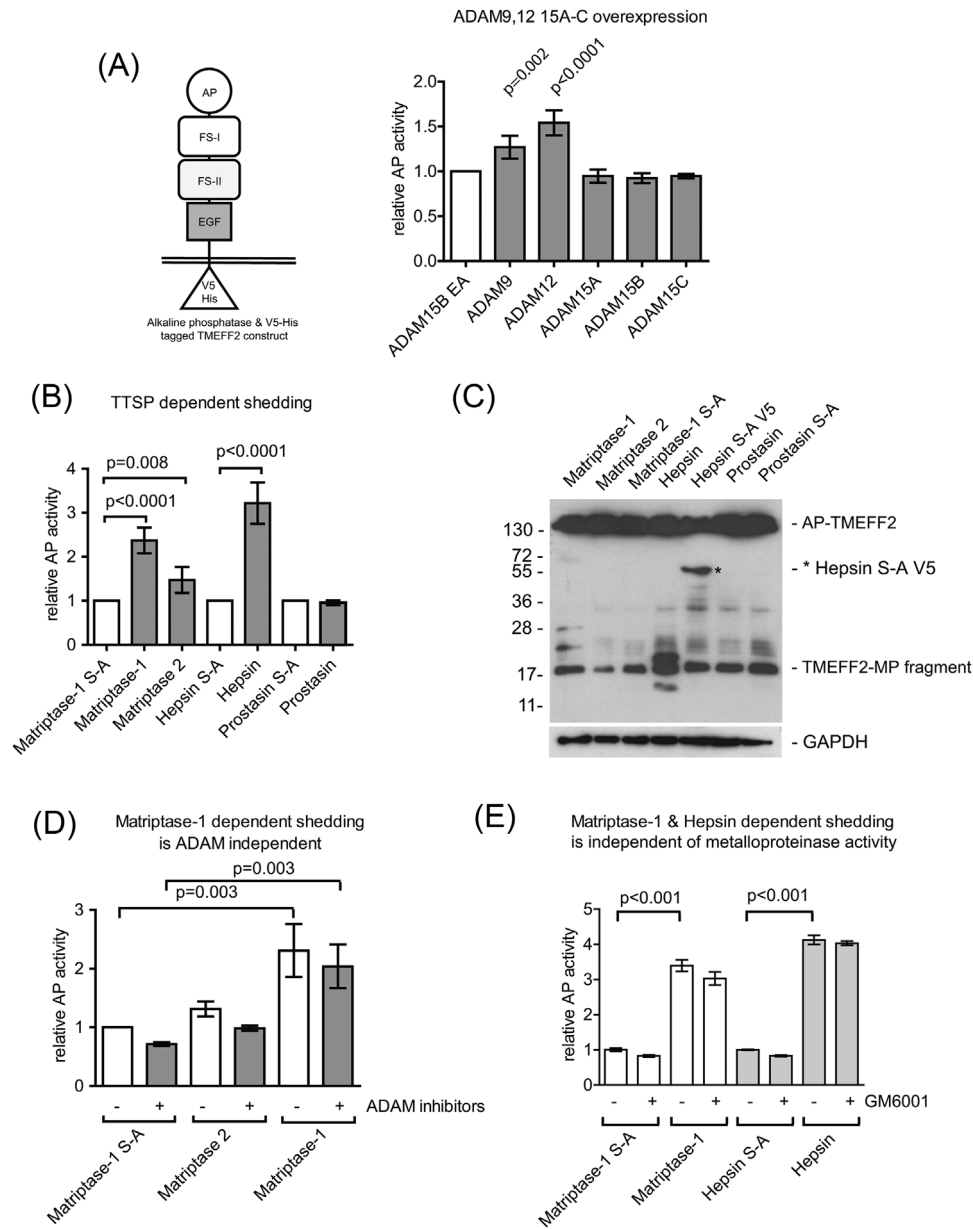 (A)
AP
FS-I
FS-II
EGF
V5
His
Alkaline phosphatase & V5-His
tagged TMEFF2 construct
ADAM9,12 15A-C overexpression
p=0.002
p<0.0001
relative AP activity
2.0
1.5
1.0
0.5
0.0
ADAM15B EA
ADAM9
ADAM12
ADAM15A
ADAM15B
ADAM15C
(B)
TTSP dependent shedding
p<0.0001
p=0.008
p<0.0001
relative AP activity
4
3
2
1
0
Matriptase-1 S-A
Matriptase-1
Matriptase 2
Hepsin S-A
Hepsin
Prostasin S-A
Prostasin
(C)
Matriptase-1
Matriptase 2
Matriptase-1 S-A
Hepsin
Hepsin S-A V5
Prostasin
Prostasin S-A
130 -
72 -
55 -
36 -
28 -
17 -
11-
*
- AP-TMEFF2
- * Hepsin S-A V5
- TMEFF2-MP fragment
- GAPDH
(D)
Matriptase-1 dependent shedding
is ADAM independent
p=0.003
p=0.003
relative AP activity
3
2
1
0
- + - + - + ADAM inhibitors
Matriptase-1 S-A
Matriptase 2
Matriptase-1
(E)
Matriptase-1 & Hepsin dependent shedding
is independent of metalloproteinase activity
p<0.001 p<0.001
relative AP activity
5
4
3
2
1
0
- + - + - + - + GM6001
Matriptase-1 S-A
Matriptase-1
Hepsin S-A
Hepsin